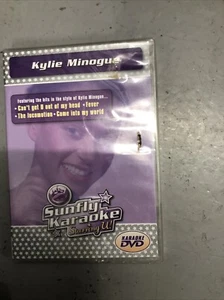 Kylie Minogue
Featuring the hits in the style of Kylie Minogue...
• Can't get U out of my head • Fever
• The locomotion • Come into my world
Sunfly
Karaoke
Starring U!
KARAOKE
DVD